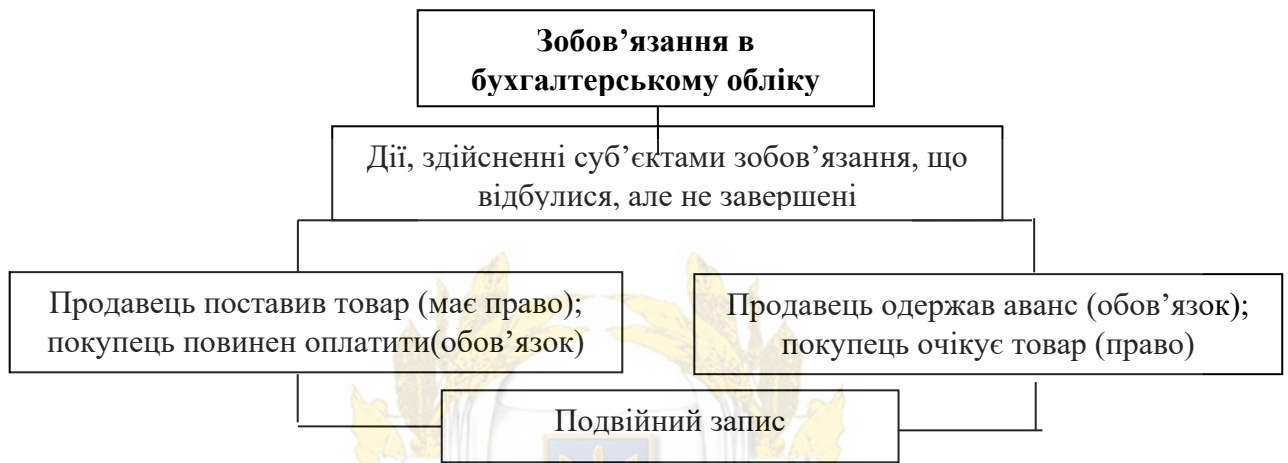 Зобов’язання в
бухгалтерському обліку
Дії, здійсненні суб’єктами зобов’язання, що
відбулися, але не завершені
Продавець поставив товар (має право);
покупець повинен оплатити(обов’язок)
Продавець одержав аванс (обов’язок);
покупець очікує товар (право)
Подвійний запис